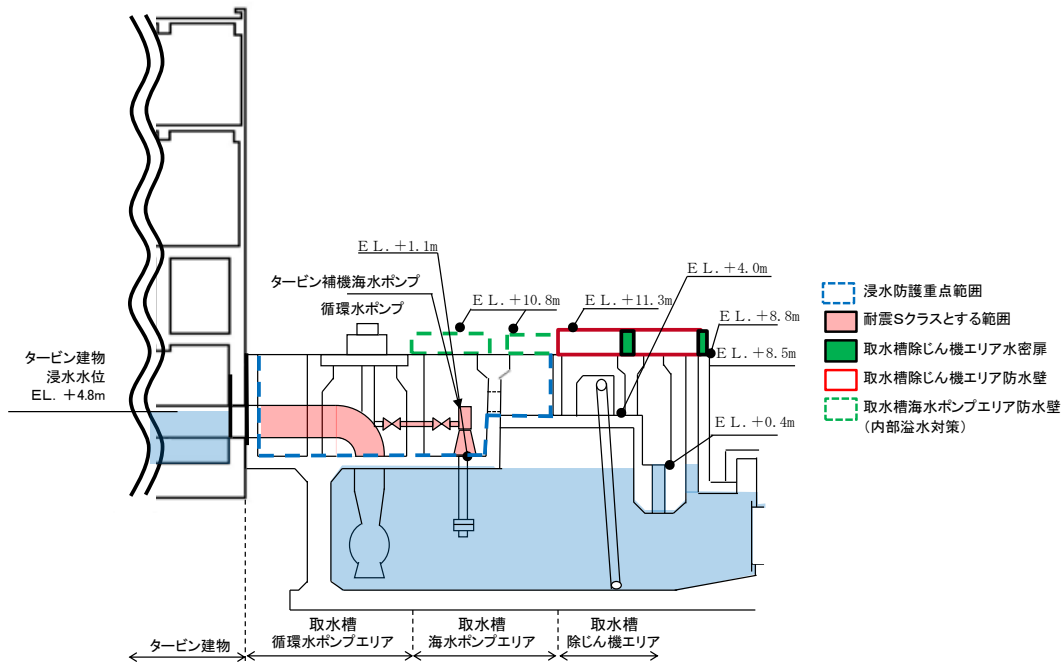 EL.+1.1m
タービン補機海水ポンプ
循環水ポンプ
EL.+10.8m
EL.+11.3m
EL.+4.0m
EL.+8.8m
EL.+8.5m
EL.+0.4m
タービン建物
浸水水位
EL. +4.8m
浸水防護重点範囲
耐震Sクラスとする範囲
取水槽除じん機エリア水密扉
取水槽除じん機エリア防水壁
取水槽海水ポンプエリア防水壁
(内部溢水対策)
タービン建物
取水槽
循環水ポンプエリア
取水槽
海水ポンプエリア
取水槽
除じん機エリア